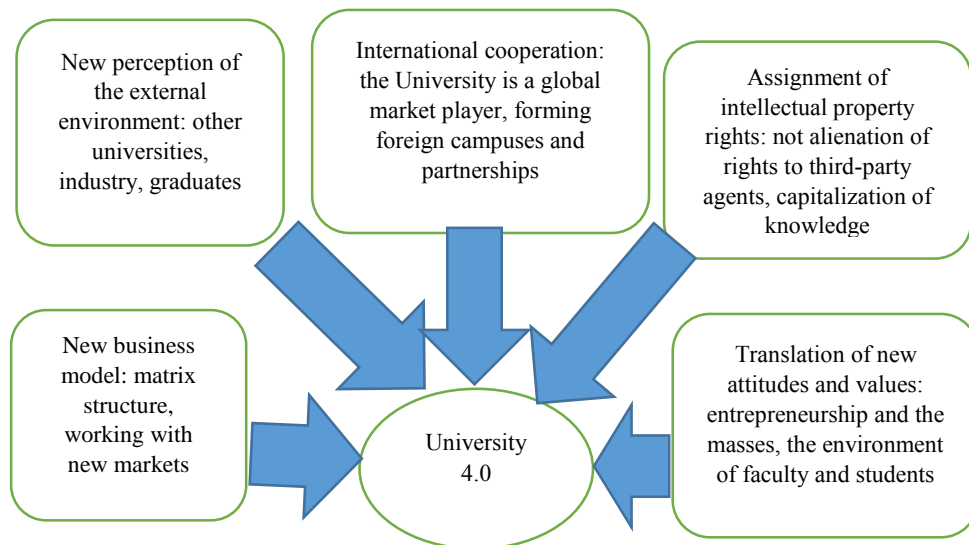 New perception of
the external
environment: other
universities,
industry, graduates
International cooperation:
the University is a global
market player, forming
foreign campuses and
partnerships
Assignment of
intellectual property
rights: not alienation of
rights to third-party
agents, capitalization of
knowledge
New business
model: matrix
structure,
working with
new markets
University
4.0
Translation of new
attitudes and values:
entrepreneurship and the
masses, the environment
of faculty and students